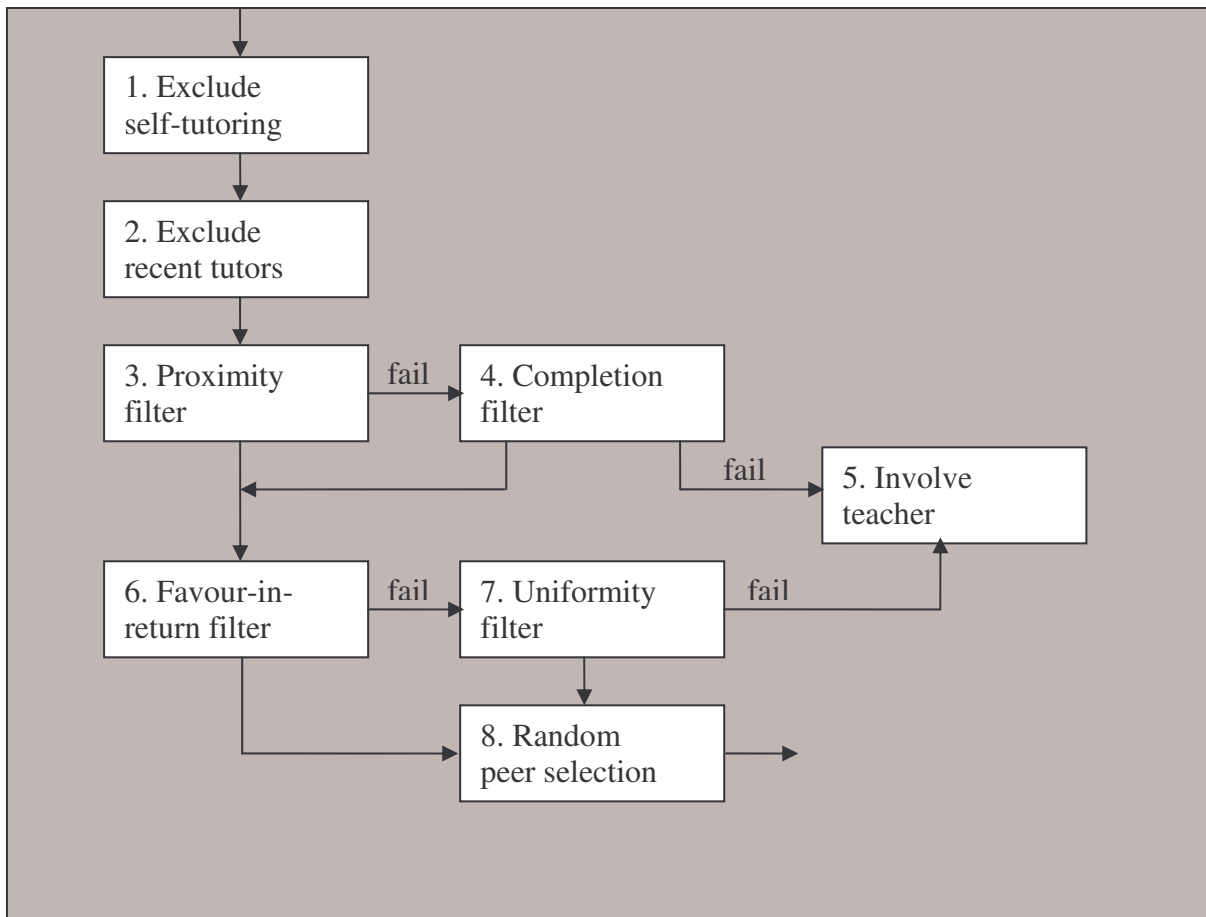 1. Exclude
self-tutoring
2. Exclude
recent tutors
3. Proximity
filter
fail
4. Completion
filter
fail
5. Involve
teacher
6. Favour-in-
return filter
fail
7. Uniformity
filter
fail
8. Random
peer selection